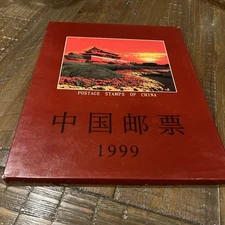 POSTAGE STAMPS OF CHINA
中国邮票
1999